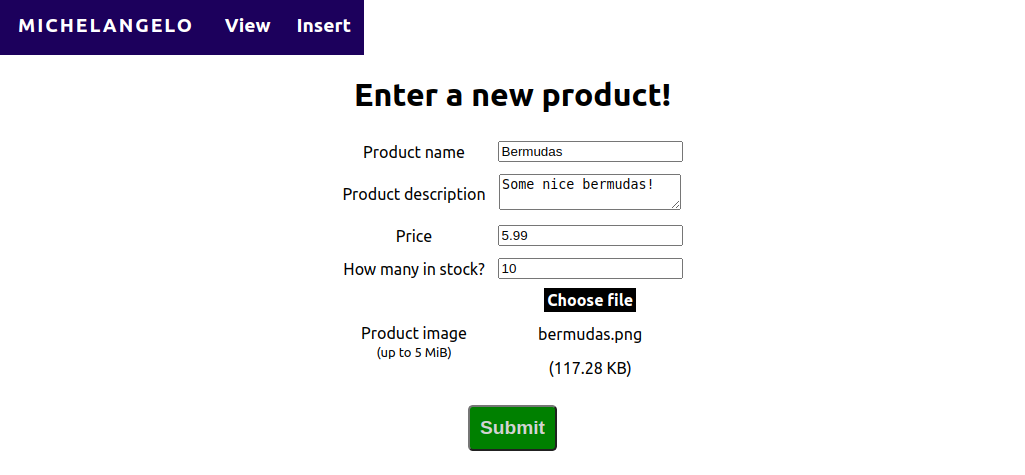 MICHELANGELO View Insert
Enter a new product!
Product name Bermudas
Product description Some nice bermudas!
Price 5.99
How many in stock? 10
Choose file
Product image bermudas.png
(up to 5 MiB)
(117.28 KB)
Submit